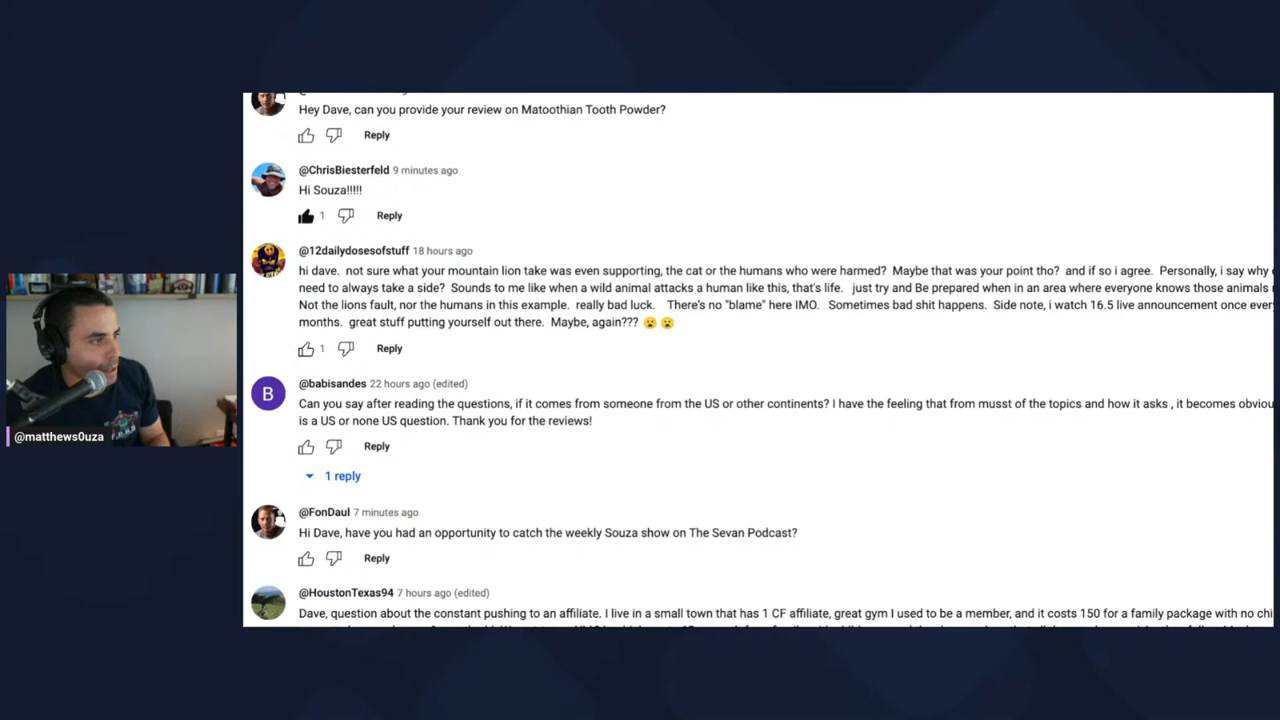 Hey Dave, can you provide your review on Matoothian Tooth Powder?
Reply
@ChrisBiesterfeld 9 minutes ago
Hi Souza!!!!!
1 Reply
@12dailydosesofstuff 18 hours ago
hi dave. not sure what your mountain lion take was even supporting, the cat or the humans who were harmed? Maybe that was your point tho? and if so i agree. Personally, i say why
need to always take a side? Sounds to me like when a wild animal attacks a human like this, that's life. just try and Be prepared when in an area where everyone knows those animals
Not the lions fault, nor the humans in this example. really bad luck. There's no "blame" here IMO. Sometimes bad shit happens. Side note, i watch 16.5 live announcement once
months. great stuff putting yourself out there. Maybe, again??? 😮 😮
1 Reply
B
@babisandes 22 hours ago (edited)
Can you say after reading the questions, if it comes from someone from the US or other continents? I have the feeling that from musst of the topics and how it asks , it becomes
is a US or none US question. Thank you for the reviews!
Reply
1 reply
@FonDaul 7 minutes ago
Hi Dave, have you had an opportunity to catch the weekly Souza show on The Sevan Podcast?
Reply
@HoustonTexas94 7 hours ago (edited)
Dave, question about the constant pushing to an affiliate. I live in a small town that has 1 CF affiliate, great gym I used to be a member, and it costs 150 for a family package with no
@matthews0uza